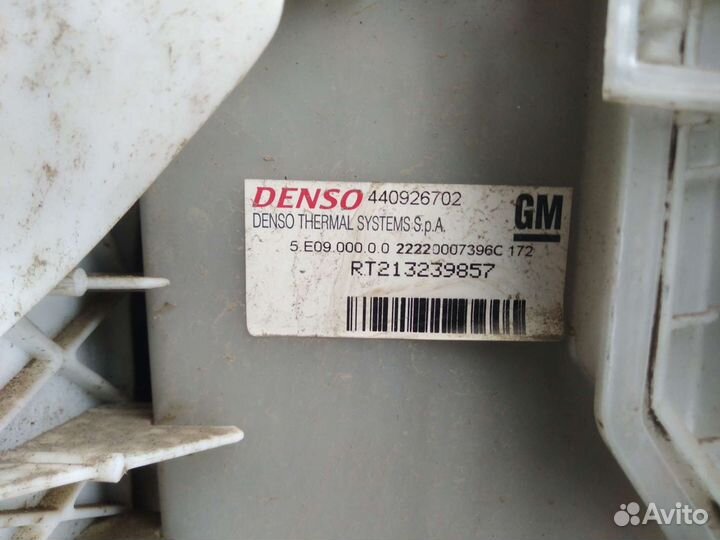 DENSO 440926702
DENSO THERMAL SYSTEMS S.p.A.
GM
5.E09.000.0.0 22220007396C 172
RT213239857
Avito